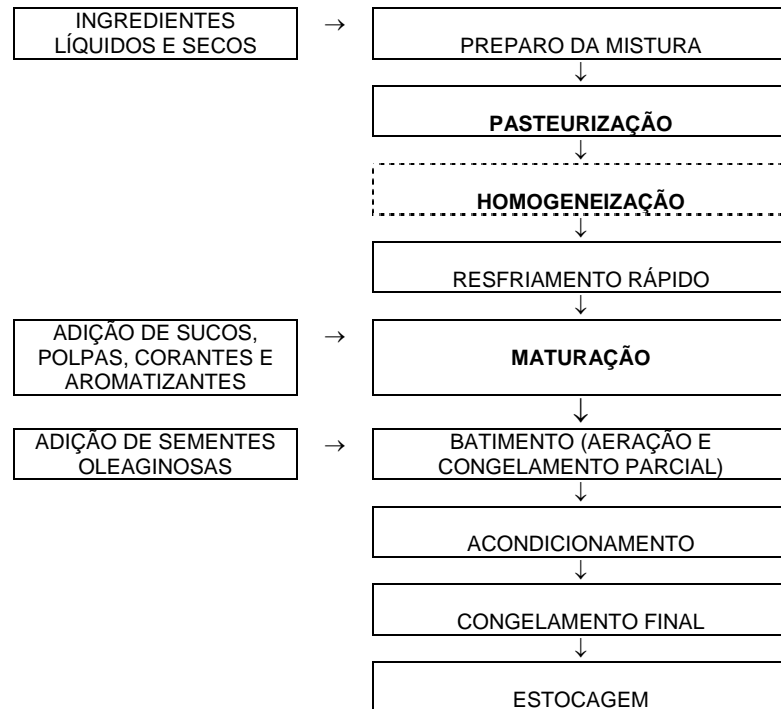 INGREDIENTES
LÍQUIDOS E SECOS
→
PREPARO DA MISTURA
↓
PASTEURIZAÇÃO
↓
HOMOGENEIZAÇÃO
↓
RESFRIAMENTO RÁPIDO
↓
ADIÇÃO DE SUCOS,
POLPAS, CORANTES E
AROMATIZANTES
→
MATURAÇÃO
↓
ADIÇÃO DE SEMENTES
OLEAGINOSAS
→
BATIMENTO (AERAÇÃO E
CONGELAMENTO PARCIAL)
↓
ACONDICIONAMENTO
↓
CONGELAMENTO FINAL
↓
ESTOCAGEM